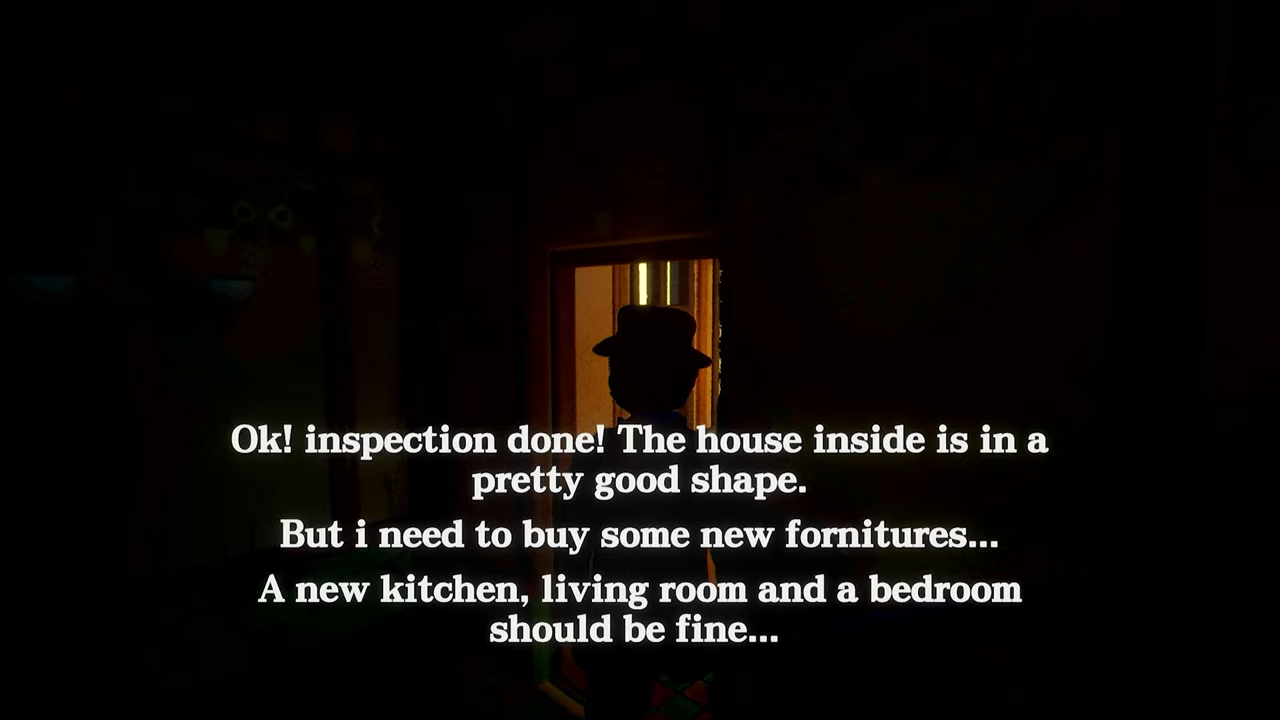 Ok! inspection done! The house inside is in a
pretty good shape.
But i need to buy some new fornitures...
A new kitchen, living room and a bedroom
should be fine...